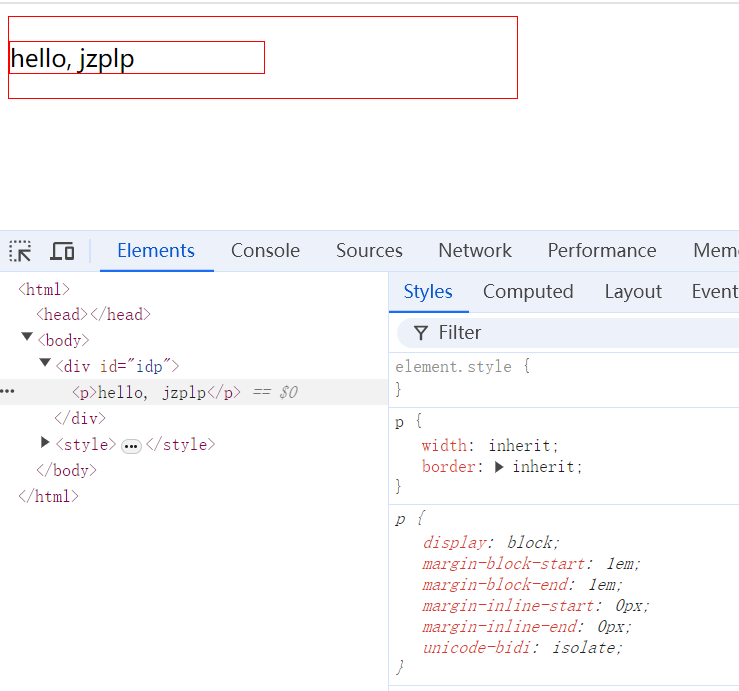 hello, jzplp
Elements Console Sources Network Performance Mem
<html>
<head></head>
<body>
<div id="idp">
<p>hello, jzplp</p> == $0
</div>
<style>…</style>
</body>
</html>
Styles Computed Layout Event
Filter
element.style {
}
p {
width: inherit;
border: inherit;
}
p {
display: block;
margin-block-start: 1em;
margin-block-end: 1em;
margin-inline-start: 0px;
margin-inline-end: 0px;
unicode-bidi: isolate;
}